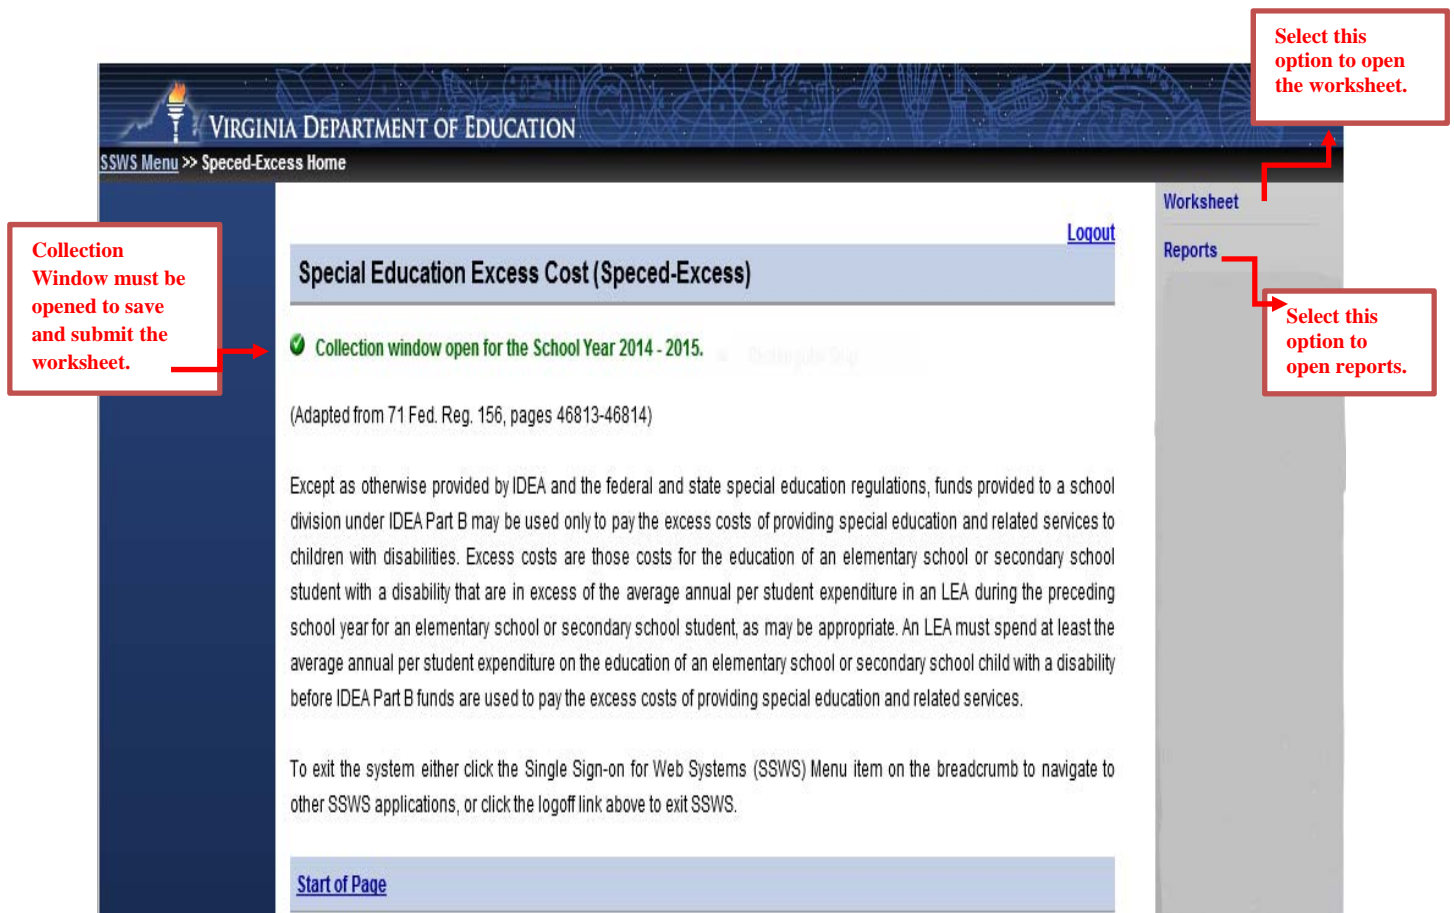 Select this
option to open
the worksheet.
VIRGINIA DEPARTMENT OF EDUCATION
SSWS Menu >> Speced-Excess Home
Worksheet
Logout
Reports
Collection
Window must be
opened to save
and submit the
worksheet.
Special Education Excess Cost (Speced-Excess)
Select this
option to
open reports.
Collection window open for the School Year 2014 - 2015.
(Adapted from 71 Fed. Reg. 156, pages 46813-46814)
Except as otherwise provided by IDEA and the federal and state special education regulations, funds provided to a school
division under IDEA Part B may be used only to pay the excess costs of providing special education and related services to
children with disabilities. Excess costs are those costs for the education of an elementary school or secondary school
student with a disability that are in excess of the average annual per student expenditure in an LEA during the preceding
school year for an elementary school or secondary school student, as may be appropriate. An LEA must spend at least the
average annual per student expenditure on the education of an elementary school or secondary school child with a disability
before IDEA Part B funds are used to pay the excess costs of providing special education and related services.
To exit the system either click the Single Sign-on for Web Systems (SSWS) Menu item on the breadcrumb to navigate to
other SSWS applications, or click the logoff link above to exit SSWS.
Start of Page